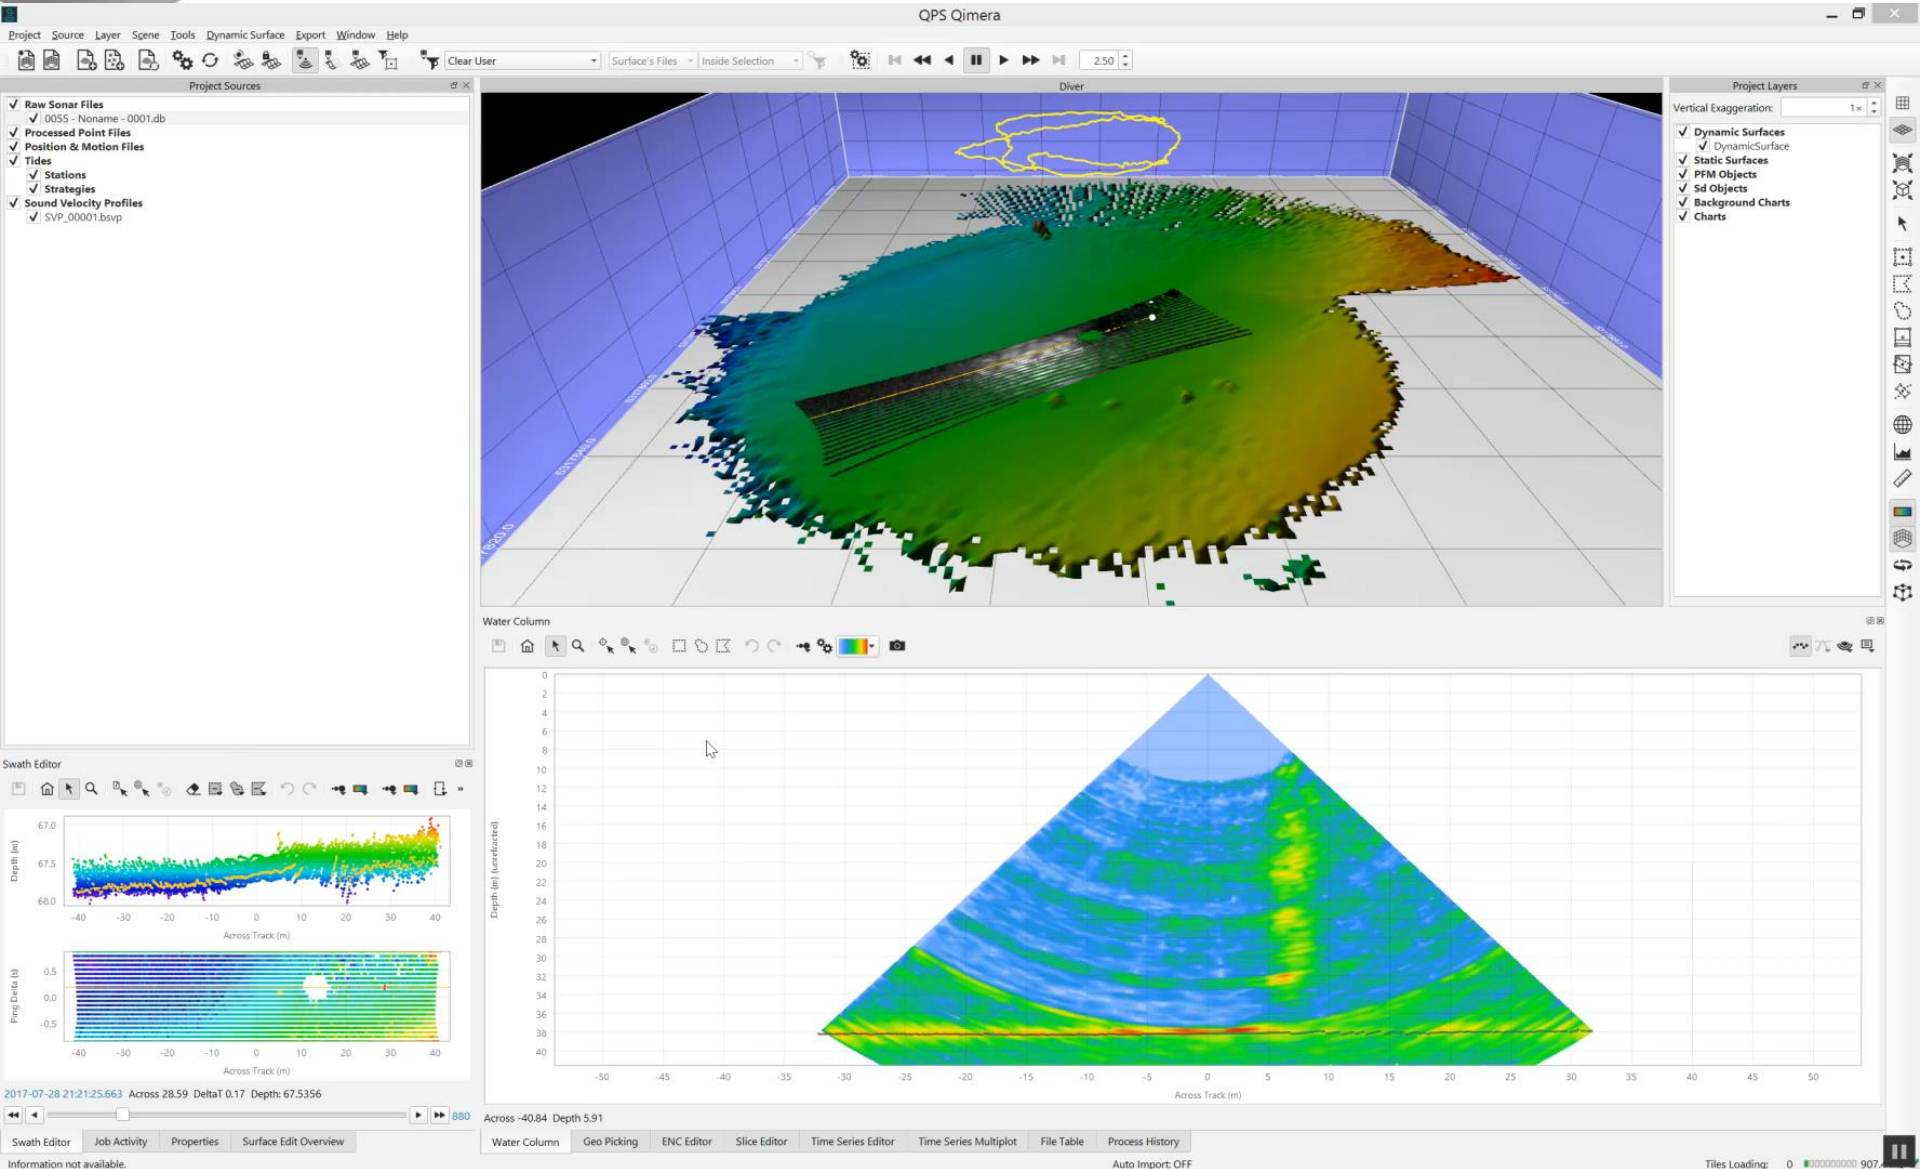 QPS Qimera
Project Source Layer Scene Tools Dynamic Surface Export Window Help
Clear User Surface's Files Inside Selection 2.50
Project Sources
Raw Sonar Files
0055 - Noname - 0001.db
Processed Point Files
Position & Motion Files
Tides
Stations
Strategies
Sound Velocity Profiles
SVP_00001.bsvp
Diver
Project Layers
Vertical Exaggeration: 1×
Dynamic Surfaces
DynamicSurface
Static Surfaces
PFM Objects
Sd Objects
Background Charts
Charts
Swath Editor
»
67.0
67.5
68.0
Depth (m)
-40 -30 -20 -10 0 10 20 30 40
Across Track (m)
0.5
0.0
-0.5
Ping Delta (s)
-40 -30 -20 -10 0 10 20 30 40
Across Track (m)
2017-07-28 21:21:25.663 Across 28.59 DeltaT 0.17 Depth: 67.5356
880
Swath Editor Job Activity Properties Surface Edit Overview
Information not available.
Water Column
0
2
4
6
8
10
12
14
16
18
20
22
24
26
28
30
32
34
36
38
40
Depth (m) (unrefracted)
-50 -45 -40 -35 -30 -25 -20 -15 -10 -5 0 5 10 15 20 25 30 35 40 45 50
Across Track (m)
Across -40.84 Depth 5.91
Water Column Geo Picking ENC Editor Slice Editor Time Series Editor Time Series Multiplot File Table Process History
Auto Import: OFF
Tiles Loading: 0